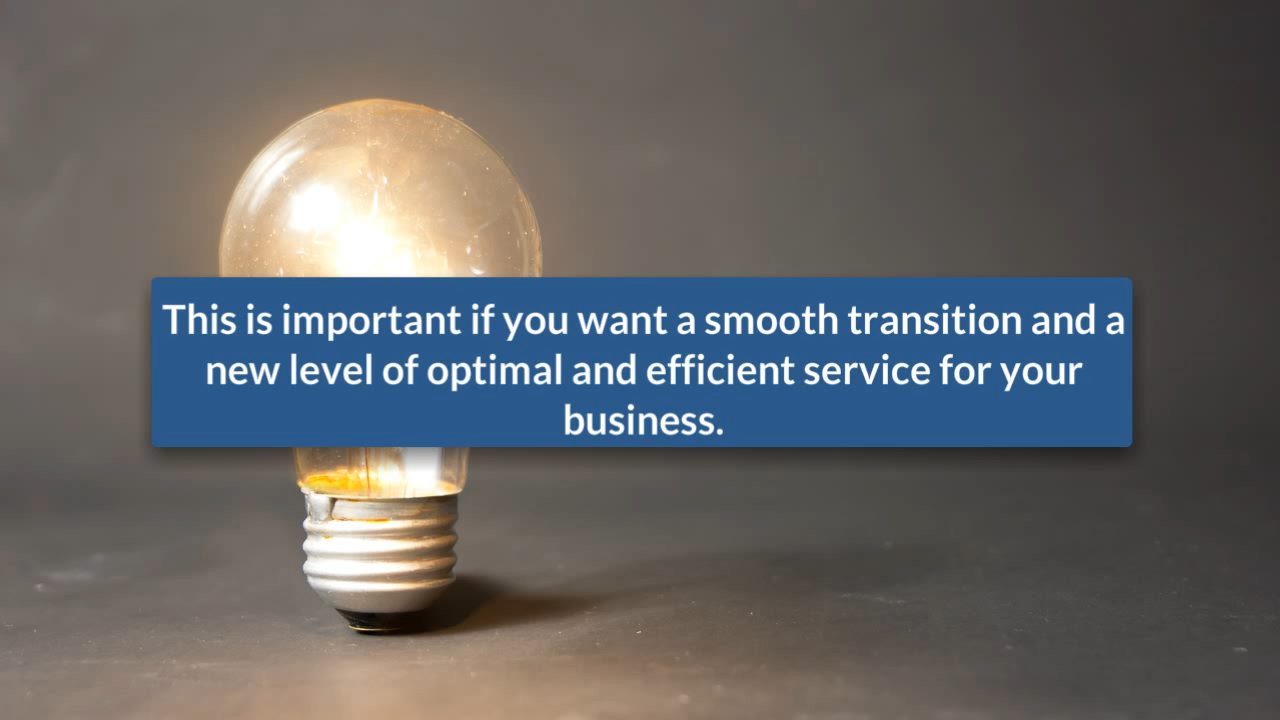 This is important if you want a smooth transition and a
new level of optimal and efficient service for your
business.